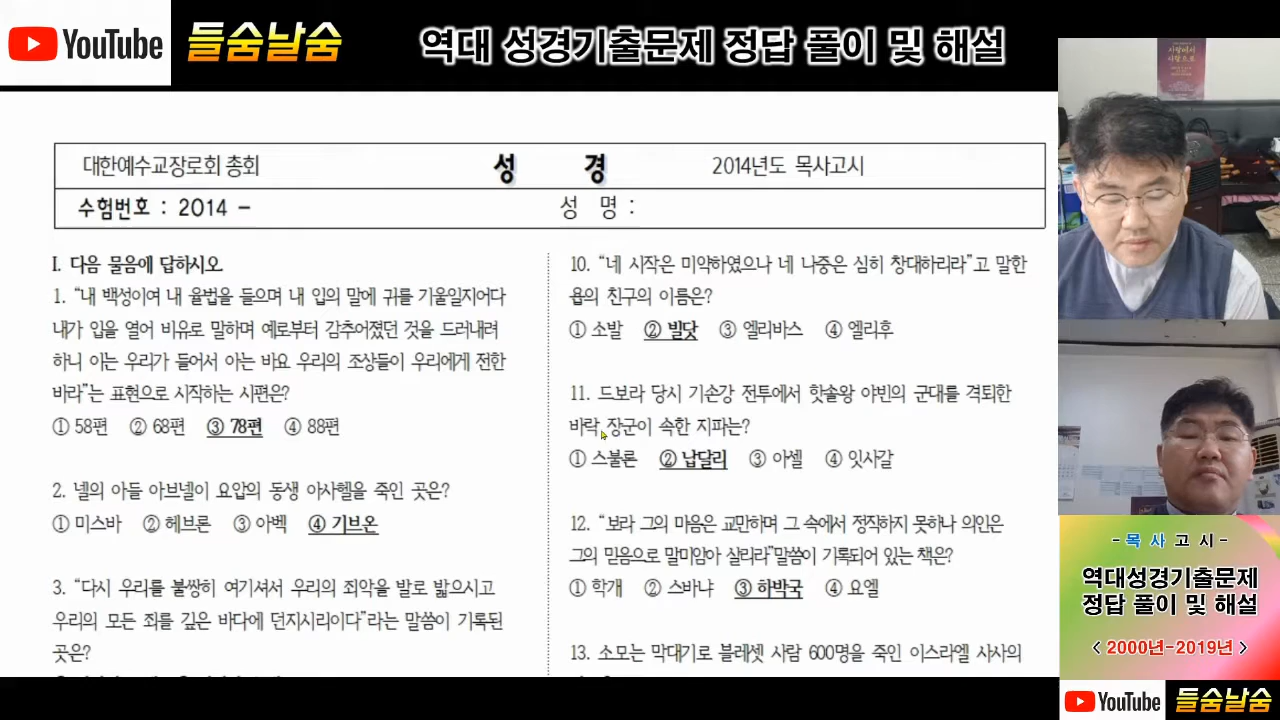 YouTube 들숨날숨 역대 성경기출문제 정답 풀이 및 해설
대한예수교장로회 총회 성 경 2014년도 목사고시
수험번호 : 2014 - 성 명 :
I. 다음 물음에 답하시오
1. “내 백성이여 내 율법을 들으며 내 입의 말에 귀를 기울일지어다
내가 입을 열어 비유로 말하며 예로부터 감추어졌던 것을 드러내려
하니 이는 우리가 들어서 아는 바요 우리의 조상들이 우리에게 전한
바라”는 표현으로 시작하는 시편은?
① 58편 ② 68편 ③ 78편 ④ 88편
2. 넬의 아들 아브넬이 요압의 동생 아사헬을 죽인 곳은?
① 미스바 ② 헤브론 ③ 아벡 ④ 기브온
3. “다시 우리를 불쌍히 여기셔서 우리의 죄악을 발로 밟으시고
우리의 모든 죄를 깊은 바다에 던지시리이다”라는 말씀이 기록된
곳은?
10. “네 시작은 미약하였으나 네 나중은 심히 창대하리라”고 말한
욥의 친구의 이름은?
① 소발 ② 빌닷 ③ 엘리바스 ④ 엘리후
11. 드보라 당시 기손강 전투에서 핫솔왕 야빈의 군대를 격퇴한
바락 장군이 속한 지파는?
① 스불론 ② 납달리 ③ 아셀 ④ 잇사갈
12. “보라 그의 마음은 교만하며 그 속에서 정직하지 못하나 의인은
그의 믿음으로 말미암아 살리라”말씀이 기록되어 있는 책은?
① 학개 ② 스바냐 ③ 하박국 ④ 요엘
13. 소모는 막대기로 블레셋 사람 600명을 죽인 이스라엘 사사의
사랑에서
사랑으로
-목사고시-
역대성경기출문제
정답 풀이 및 해설
< 2000년-2019년 >
YouTube 들숨날숨